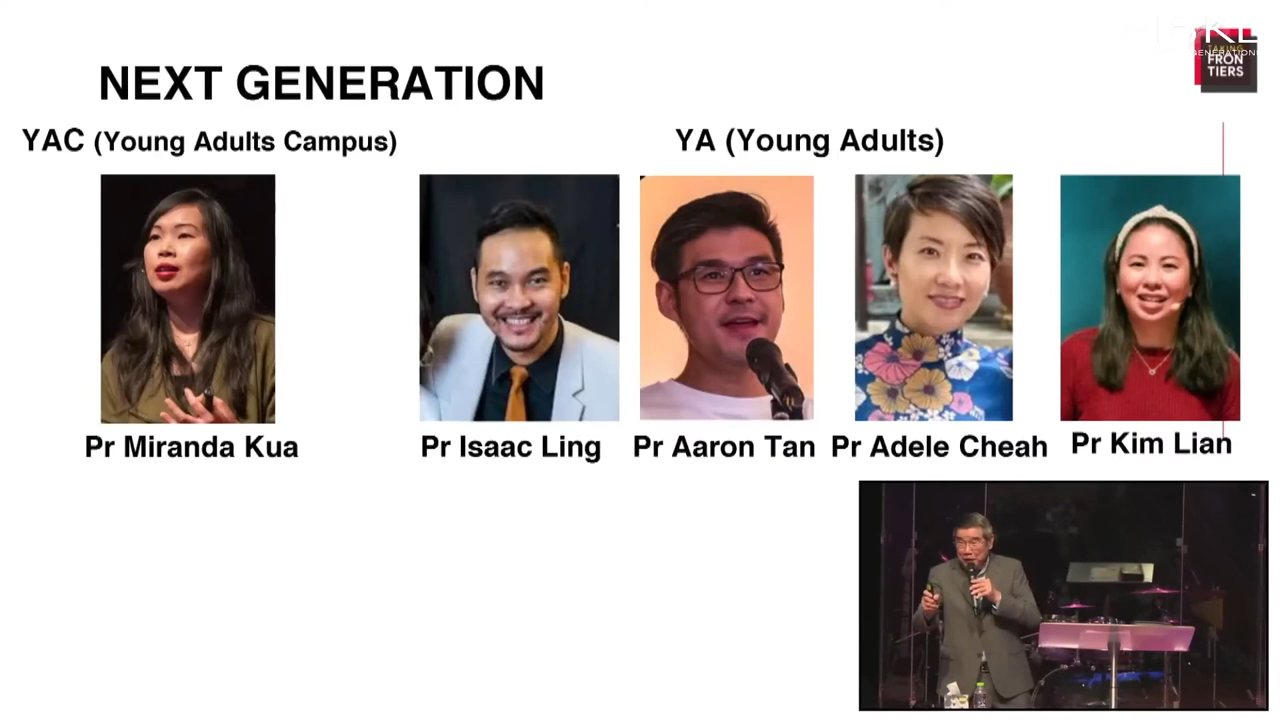 NEXT GENERATION
TAKING
FRON
TIERS
YAC (Young Adults Campus)
YA (Young Adults)
Pr Miranda Kua
Pr Isaac Ling
Pr Aaron Tan
Pr Adele Cheah
Pr Kim Lian